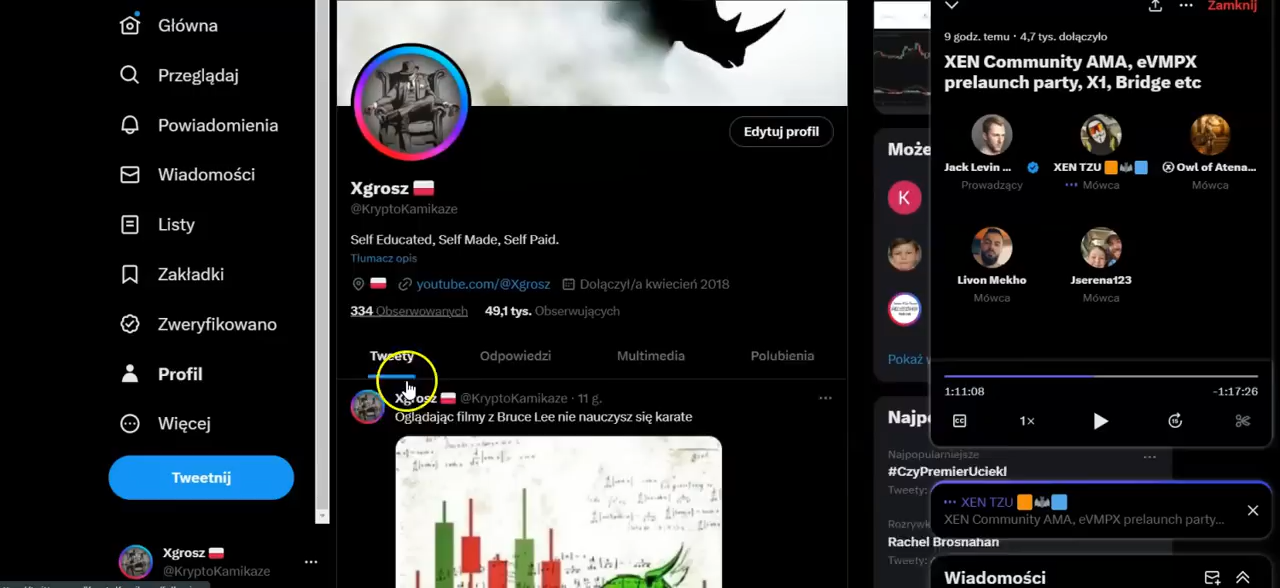 Główna
Przeglądaj
Powiadomienia
Wiadomości
Listy
Zakładki
Zweryfikowano
Profil
Więcej
Tweetnij
Xgrosz
@KryptoKamikaze
Edytuj profil
Xgrosz
@KryptoKamikaze
Self Educated, Self Made, Self Paid.
Tłumacz opis
youtube.com/@Xgrosz Dołączył/a kwiecień 2018
334 Obserwowanych 49,1 tys. Obserwujących
Tweety Odpowiedzi Multimedia Polubienia
Xgrosz @KryptoKamikaze · 11 g.
Oglądając filmy z Bruce Lee nie nauczysz się karate
Może
K
Pokaż
Najp
Najpopularniejsze
#CzyPremierUciekł
Tweety:
Rozrywk
Rachel Brosnahan
Tweety:
Zamknij
9 godz. temu · 4,7 tys. dołączyło
XEN Community AMA, eVMPX
prelaunch party, X1, Bridge etc
Jack Levin ... XEN TZU Owl of Atena...
Prowadzący Mówca Mówca
Livon Mekho Jserena123
Mówca Mówca
1:11:08 -1:17:26
CC 1× 15
XEN TZU
XEN Community AMA, eVMPX prelaunch party...
Wiadomości